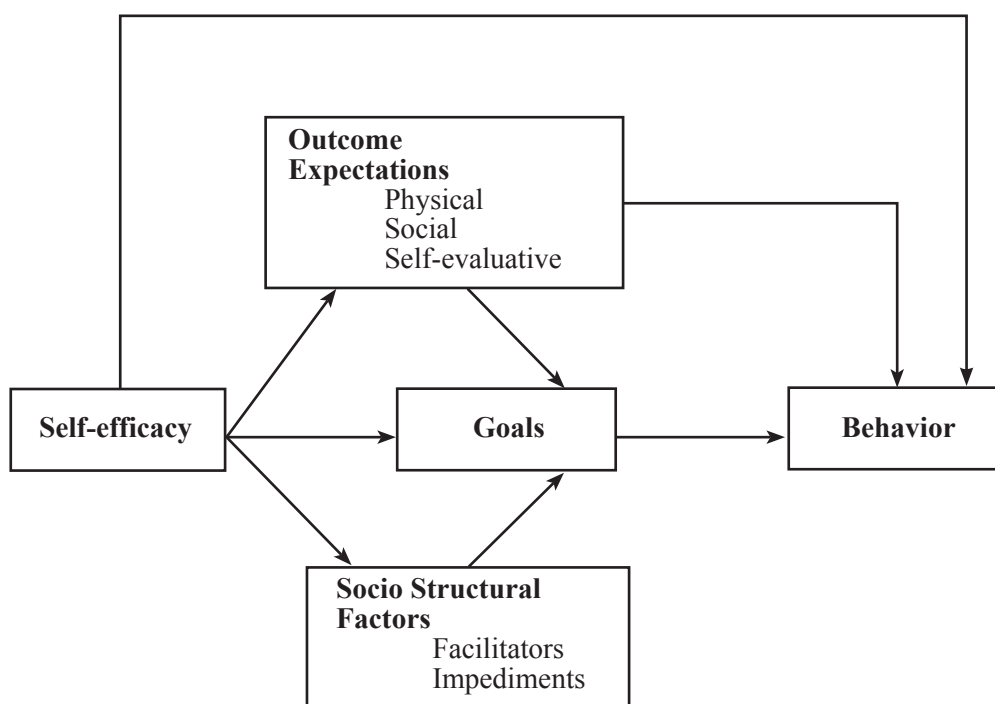 Outcome
Expectations
Physical
Social
Self-evaluative
Self-efficacy
Goals
Behavior
Socio Structural
Factors
Facilitators
Impediments